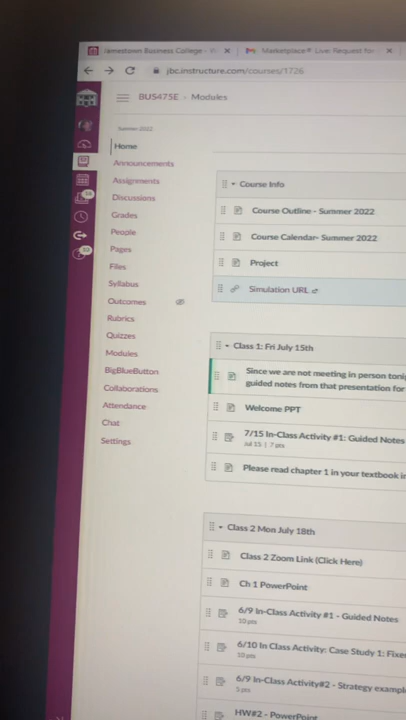 Jamestown Business College -
Marketplace® Live: Request for
jbc.instructure.com/courses/1726
BUS475E › Modules
Summer-2022
Home
Announcements
Assignments
Discussions
Grades
People
Pages
Files
Syllabus
Outcomes
Rubrics
Quizzes
Modules
BigBlueButton
Collaborations
Attendance
Chat
Settings
Course Info
Course Outline - Summer 2022
Course Calendar- Summer 2022
Project
Simulation URL
Class 1: Fri July 15th
Since we are not meeting in person
guided notes from that presentation for
Welcome PPT
7/15 In-Class Activity #1: Guided Notes
Jul 15 | 7 pts
Please read chapter 1 in your textbook
Class 2 Mon July 18th
Class 2 Zoom Link (Click Here)
Ch 1 PowerPoint
6/9 In-Class Activity #1 - Guided Notes
10 pts
6/10 In Class Activity: Case Study 1:
10 pts
6/9 In-Class Activity#2 - Strategy
5 pts
HW#2 - PowerPoint